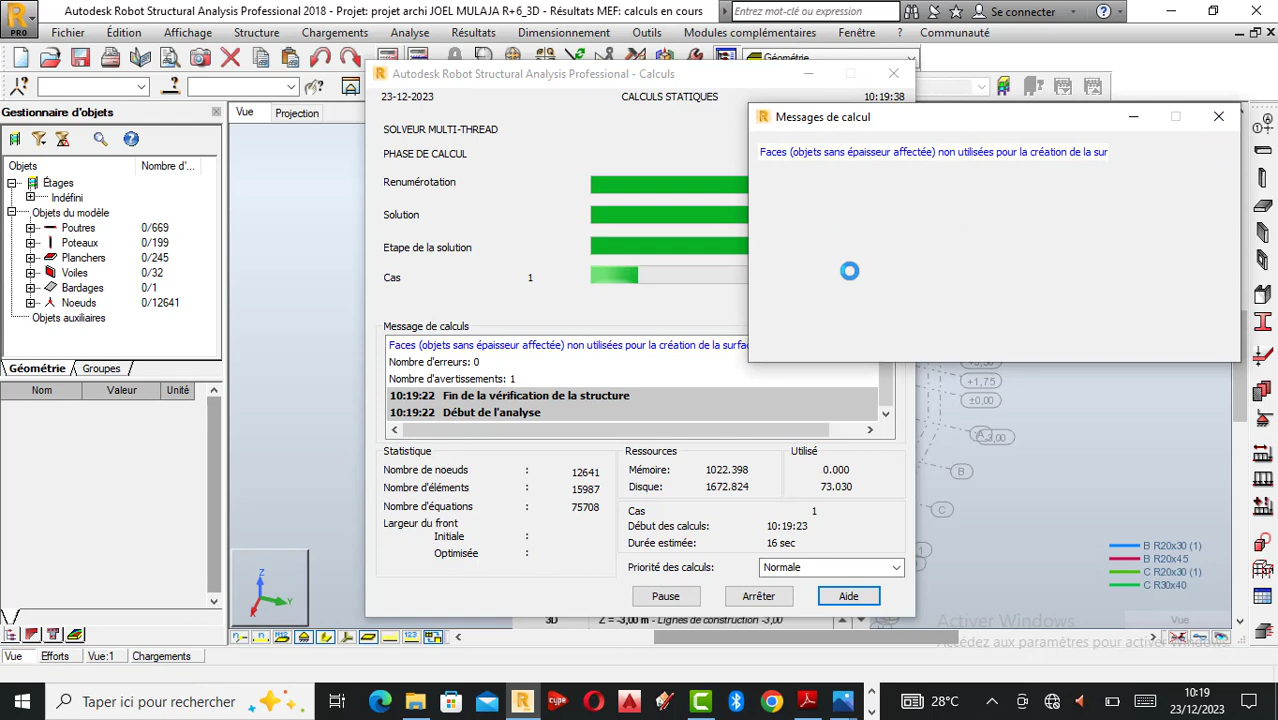 Autodesk Robot Structural Analysis Professional 2018 - Projet: projet archi JOEL MULAJA R+6_3D - Résultats MEF: calculs en cours
Entrez mot-clé ou expression
Se connecter
PRO
Fichier Édition Affichage Structure Chargements Analyse Résultats Dimensionnement Outils Modules complémentaires Fenêtre Communauté
Géométrie
Gestionnaire d'objets
Objets Nombre d'...
Étages
Indéfini
Objets du modèle
Poutres 0/669
Poteaux 0/199
Planchers 0/245
Voiles 0/32
Bardages 0/1
Noeuds 0/12641
Objets auxiliaires
Géométrie Groupes
Nom Valeur Unité
Vue Projection
Autodesk Robot Structural Analysis Professional - Calculs
23-12-2023 CALCULS STATIQUES 10:19:38
SOLVEUR MULTI-THREAD
PHASE DE CALCUL
Renumérotation
Solution
Etape de la solution
Cas 1
Message de calculs
Faces (objets sans épaisseur affectée) non utilisées pour la création de la surfac
Nombre d'erreurs: 0
Nombre d'avertissements: 1
10:19:22 Fin de la vérification de la structure
10:19:22 Début de l'analyse
Statistique
Nombre de noeuds : 12641
Nombre d'éléments : 15987
Nombre d'équations : 75708
Largeur du front
Initiale :
Optimisée :
Ressources Utilisé
Mémoire: 1022.398 0.000
Disque: 1672.824 73.030
Cas 1
Début des calculs: 10:19:23
Durée estimée: 16 sec
Priorité des calculs: Normale
Pause Arrêter Aide
Messages de calcul
Faces (objets sans épaisseur affectée) non utilisées pour la création de la sur
+1,75
±0,00
A -3,00
B
C
B R20x30 (1)
B R20x45
C R20x30 (1)
C R30x40
Z
Y
3D Z = -3,00 m - Lignes de construction -3,00
Vue
Activer Windows
Accédez aux paramètres pour activer Windows.
Vue Efforts Vue:1 Chargements
Taper ici pour rechercher
cype
28°C
10:19
23/12/2023